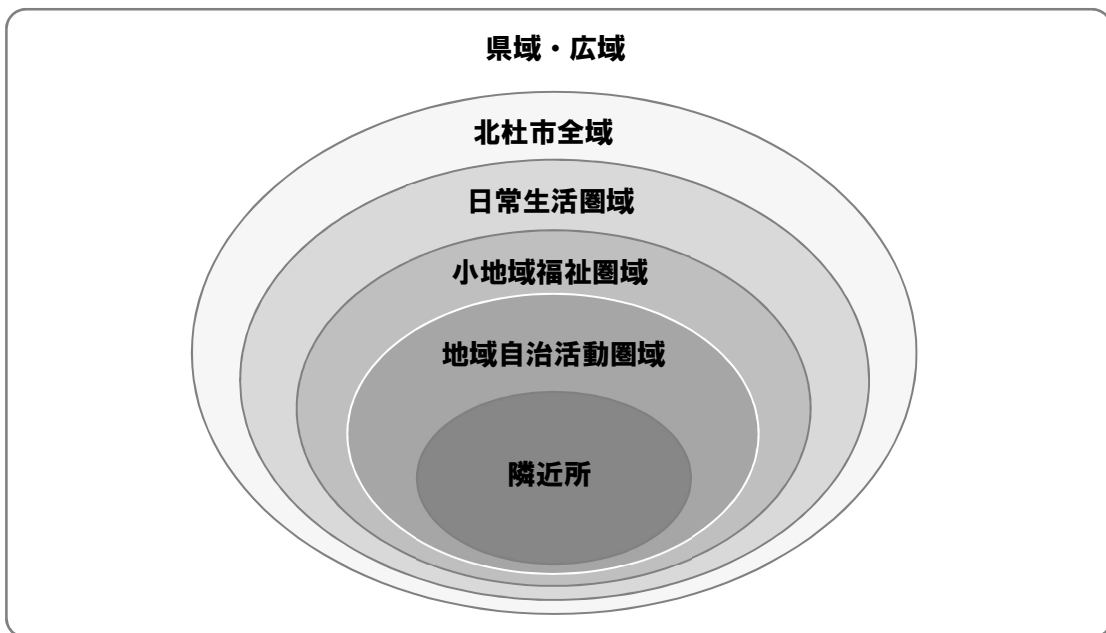 県域・広域
北杜市全域
日常生活圏域
小地域福祉圏域
地域自治活動圏域
隣近所